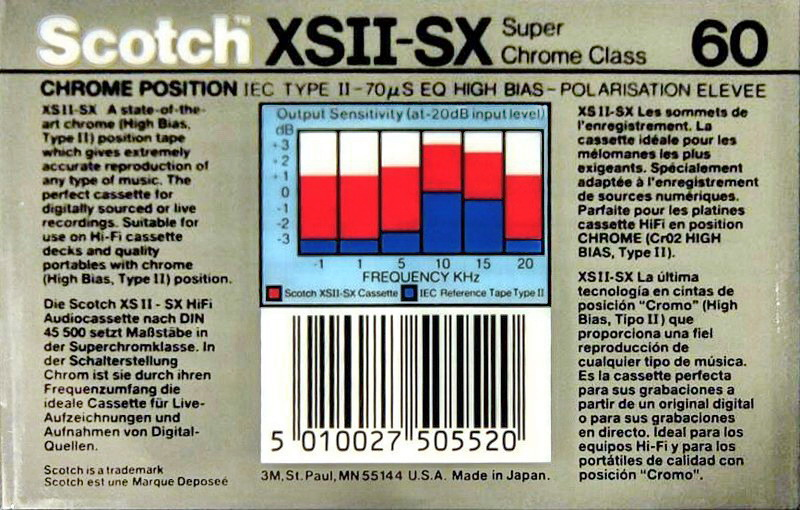 Scotch™ XSII-SX Super Chrome Class 60
CHROME POSITION IEC TYPE II-70µS EQ HIGH BIAS-POLARISATION ELEVEE
XSII-SX A state-of-the-
art chrome (High Bias,
Type II) position tape
which gives extremely
accurate reproduction of
any type of music. The
perfect cassette for
digitally sourced or live
recordings. Suitable for
use on Hi-Fi cassette
decks and quality
portables with chrome
(High Bias, Type II) position.
Die Scotch XSII - SX HiFi
Audiocassette nach DIN
45 500 setzt Maßstäbe in
der Superchromklasse. In
der Schalterstellung
Chrom ist sie durch ihren
Frequenzumfang die
ideale Cassette für Live-
Aufzeichnungen und
Aufnahmen von Digital-
Quellen.
Scotch is a trademark
Scotch est une Marque Deposeé
Output Sensitivity (at-20dB input level)
dB
+3
+2
+1
0
-1
-2
-3
-1 1 5 10 15 20
FREQUENCY KHz
Scotch XSII-SX Cassette IEC Reference Tape Type II
5 010027 505520
3M, St. Paul, MN 55144 U.S.A. Made in Japan.
XSII-SX Les sommets de
l'enregistrement. La
cassette idéale pour les
mélomanes les plus
exigeants. Spécialement
adaptée à l'enregistrement
de sources numériques.
Parfaite pour les platines
cassette HiFi en position
CHROME (Cr02 HIGH
BIAS, Type II).
XSII-SX La última
tecnología en cintas de
posición "Cromo" (High
Bias, Tipo II) que
proporciona una fiel
reproducción de
cualquier tipo de música.
Es la cassette perfecta
para sus grabaciones a
partir de un original digital
o para sus grabaciones
en directo. Ideal para los
equipos Hi-Fi y para los
portátiles de calidad con
posición "Cromo".